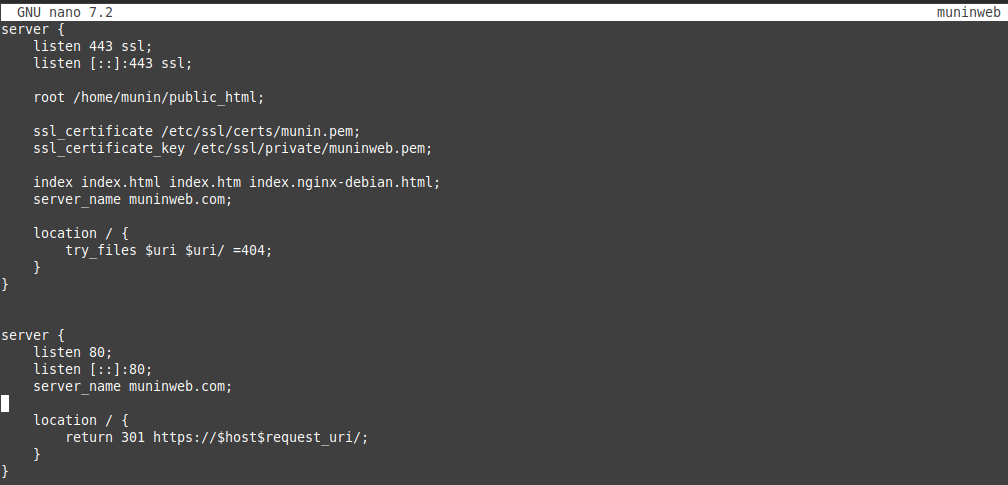 GNU nano 7.2 muninweb
server {
    listen 443 ssl;
    listen [::]:443 ssl;

    root /home/munin/public_html;

    ssl_certificate /etc/ssl/certs/munin.pem;
    ssl_certificate_key /etc/ssl/private/muninweb.pem;

    index index.html index.htm index.nginx-debian.html;
    server_name muninweb.com;

    location / {
        try_files $uri $uri/ =404;
    }
}


server {
    listen 80;
    listen [::]:80;
    server_name muninweb.com;

    location / {
        return 301 https://$host$request_uri/;
    }
}